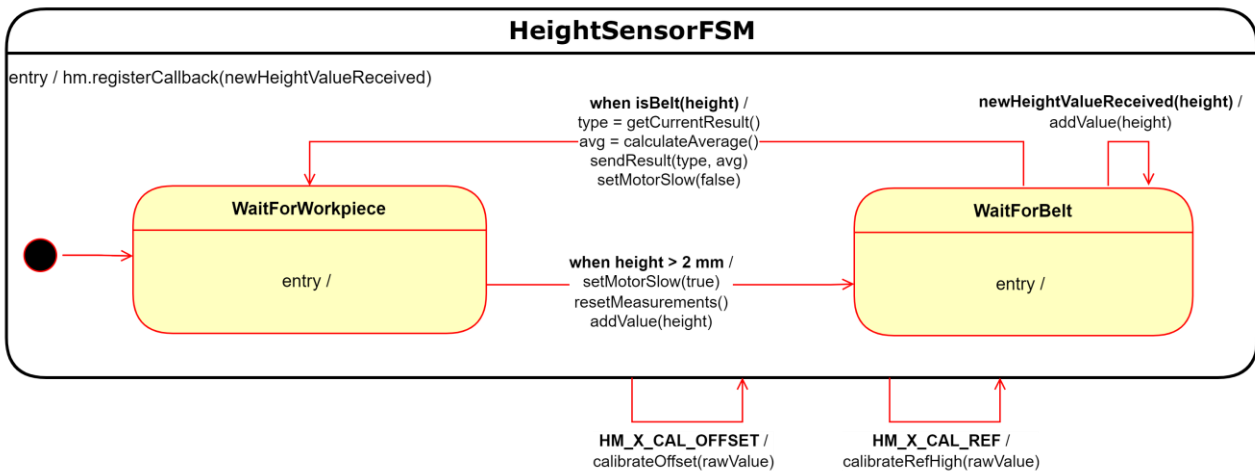 HeightSensorFSM
entry / hm.registerCallback(newHeightValueReceived)
when isBelt(height) /
type = getCurrentResult()
avg = calculateAverage()
sendResult(type, avg)
setMotorSlow(false)
newHeightValueReceived(height) /
addValue(height)
WaitForWorkpiece
entry /
when height > 2 mm /
setMotorSlow(true)
resetMeasurements()
addValue(height)
WaitForBelt
entry /
HM_X_CAL_OFFSET /
calibrateOffset(rawValue)
HM_X_CAL_REF /
calibrateRefHigh(rawValue)